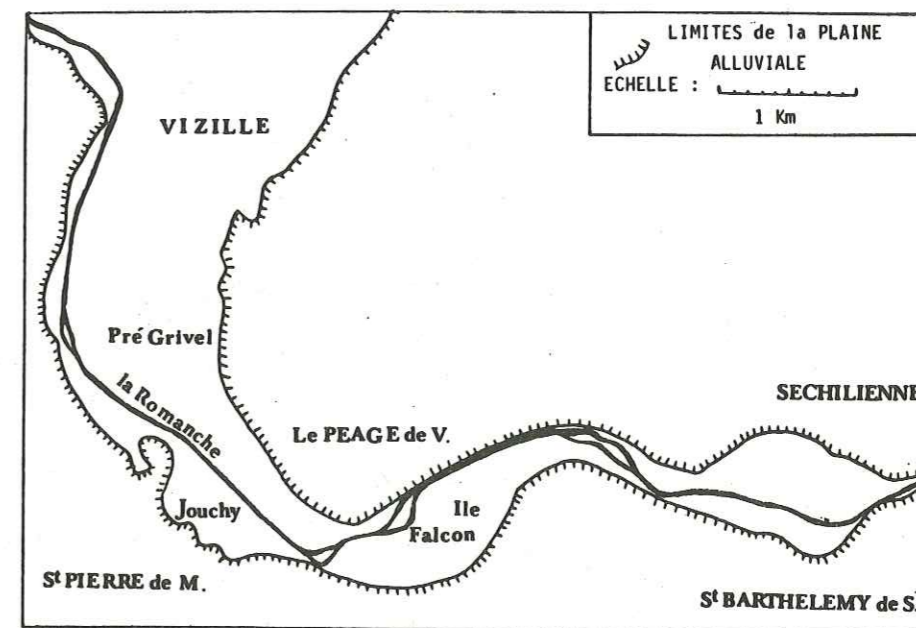 LIMITES de la PLAINE
ALLUVIALE
ECHELLE :
1 Km
VIZILLE
Pré Grivel
la Romanche
SECHILIENNE
Le PEAGE de V.
Ile
Falcon
Jouchy
St PIERRE de M.
St BARTHELEMY de S